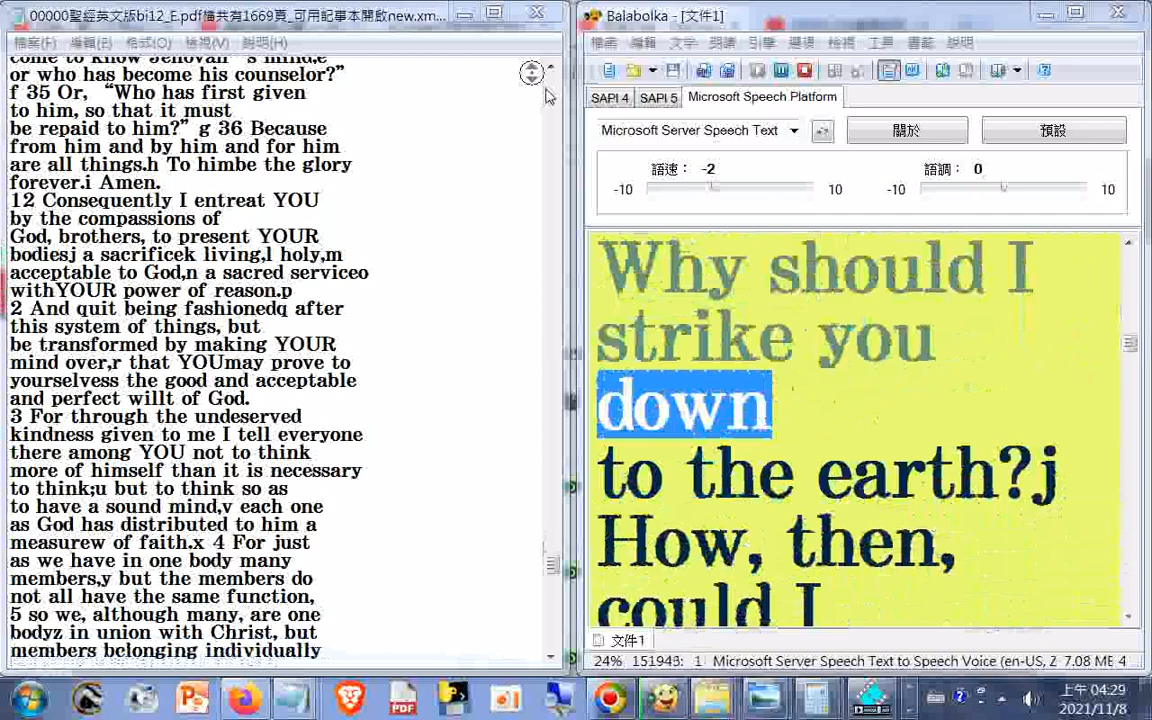 00000聖經英文版bi12_E.pdf檔共有1669頁_可用記事本開啟new.xm...
檔案(F) 編輯(E) 格式(O) 檢視(V) 說明(H)
come to know Jehovah's mind,e
or who has become his counselor?”
f 35 Or, “Who has first given
to him, so that it must
be repaid to him?” g 36 Because
from him and by him and for him
are all things.h To himbe the glory
forever.i Amen.
12 Consequently I entreat YOU
by the compassions of
God, brothers, to present YOUR
bodiesj a sacrificek living,l holy,m
acceptable to God,n a sacred serviceo
withYOUR power of reason.p
2 And quit being fashionedq after
this system of things, but
be transformed by making YOUR
mind over,r that YOUmay prove to
yourselvess the good and acceptable
and perfect willt of God.
3 For through the undeserved
kindness given to me I tell everyone
there among YOU not to think
more of himself than it is necessary
to think;u but to think so as
to have a sound mind,v each one
as God has distributed to him a
measurew of faith.x 4 For just
as we have in one body many
members,y but the members do
not all have the same function,
5 so we, although many, are one
bodyz in union with Christ, but
members belonging individually
Balabolka - [文件1]
檔案 編輯 文字 朗讀 引擎 選項 檢視 工具 書籤 說明
SAPI 4 SAPI 5 Microsoft Speech Platform
Microsoft Server Speech Text 關於 預設
語速： -2 語調： 0
-10 10 -10 10
Why should I
strike you
down
to the earth?j
How, then,
could I
文件1
24% 151943: 1 Microsoft Server Speech Text to Speech Voice (en-US, Z 7.08 MB 4
PDF
上午 04:29
2021/11/8